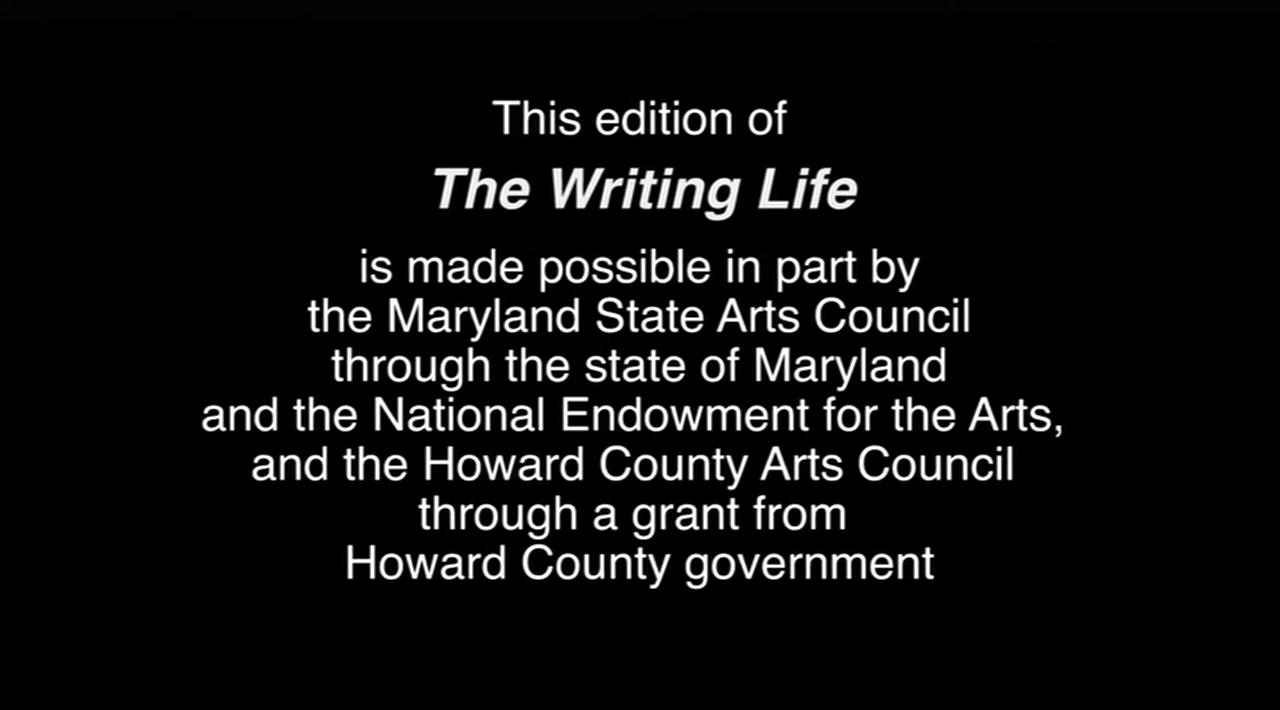 This edition of
The Writing Life
is made possible in part by
the Maryland State Arts Council
through the state of Maryland
and the National Endowment for the Arts,
and the Howard County Arts Council
through a grant from
Howard County government